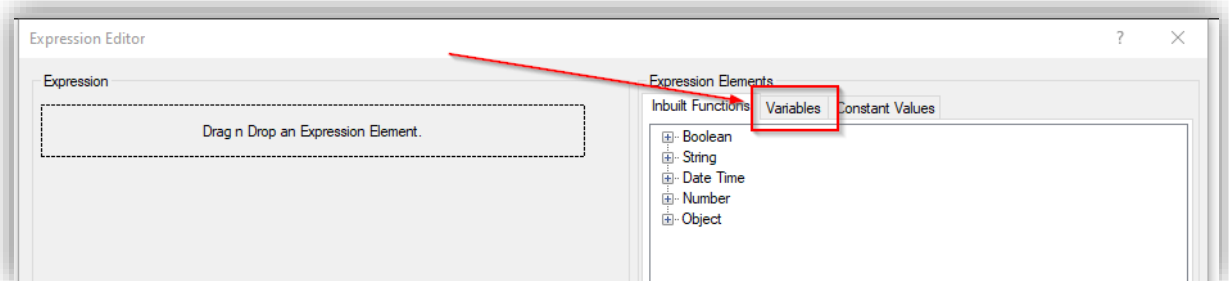 Expression Editor
?
Expression
Drag n Drop an Expression Element.
Expression Elements
Inbuilt Functions
Variables
Constant Values
Boolean
String
Date Time
Number
Object